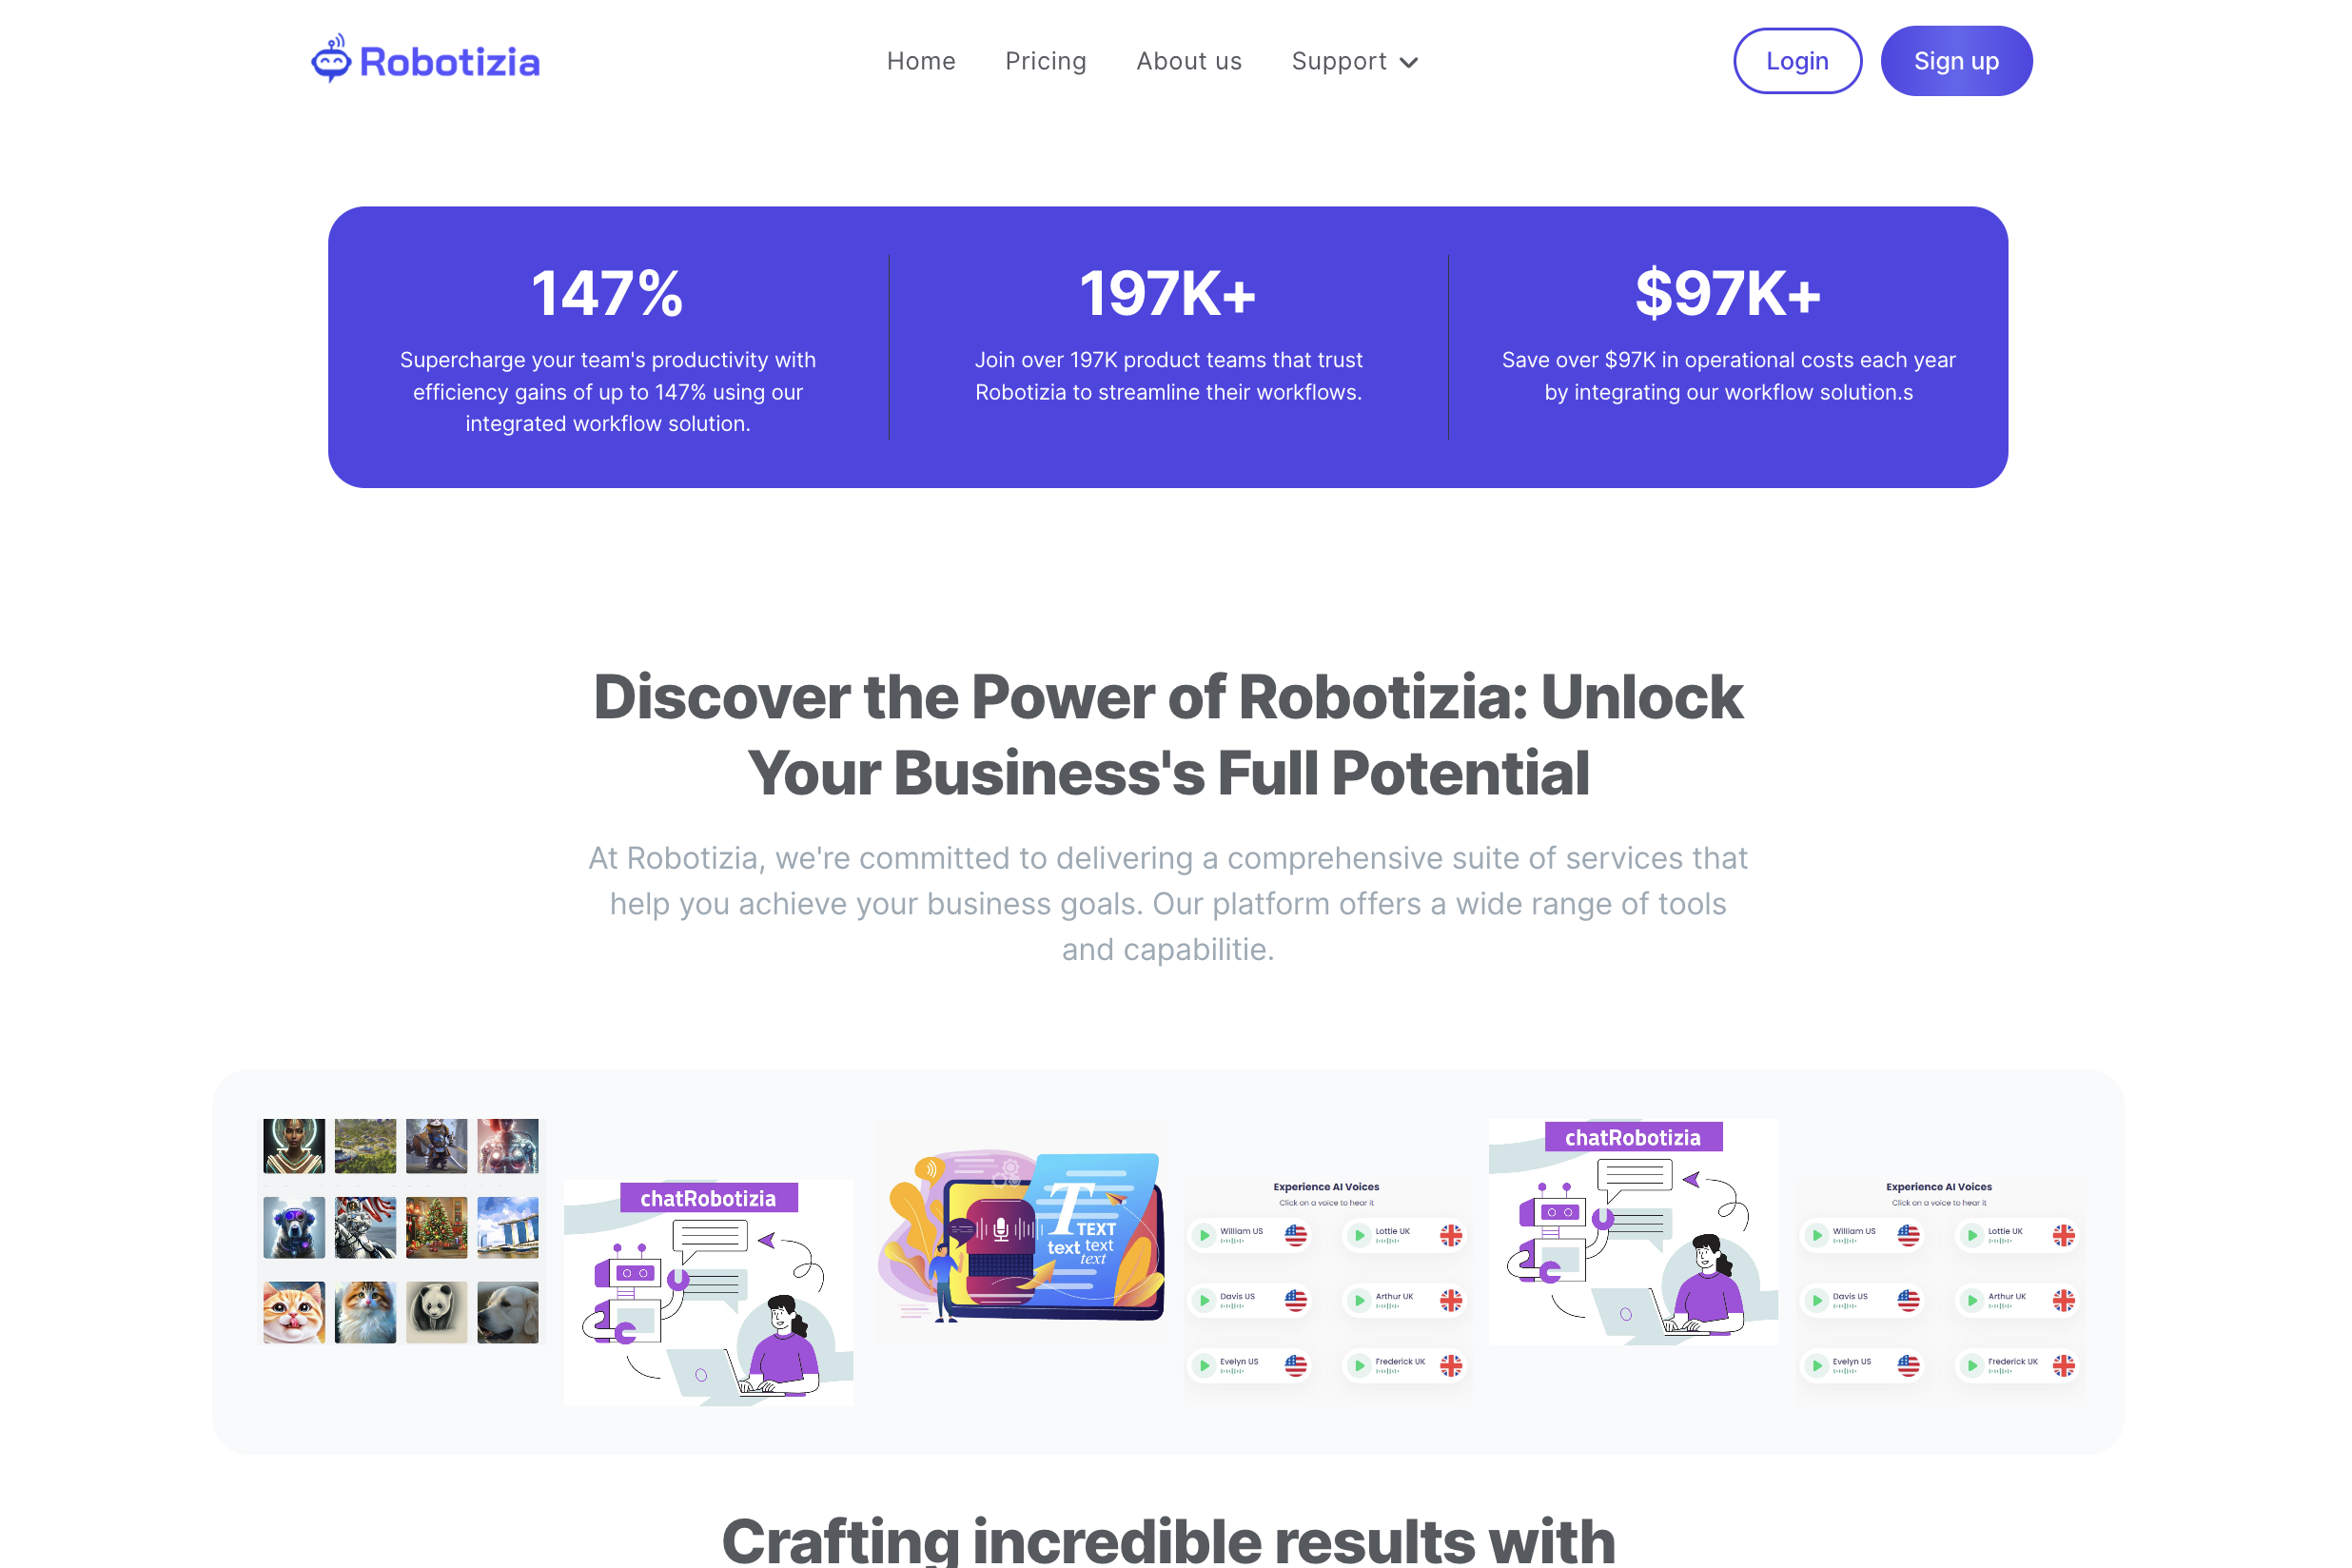 Robotizia
Home
Pricing
About us
Support
Login
Sign up
147%
Supercharge your team's productivity with
efficiency gains of up to 147% using our
integrated workflow solution.
197K+
Join over 197K product teams that trust
Robotizia to streamline their workflows.
$97K+
Save over $97K in operational costs each year
by integrating our workflow solution.s
Discover the Power of Robotizia: Unlock
Your Business's Full Potential
At Robotizia, we're committed to delivering a comprehensive suite of services that
help you achieve your business goals. Our platform offers a wide range of tools
and capabilitie.
chatRobotizia
T
TEXT
text text
text
Experience AI Voices
Click on a voice to hear it
William US
Lottie UK
Davis US
Arthur UK
Evelyn US
Frederick UK
chatRobotizia
Experience AI Voices
Click on a voice to hear it
William US
Lottie UK
Davis US
Arthur UK
Evelyn US
Frederick UK
Crafting incredible results with